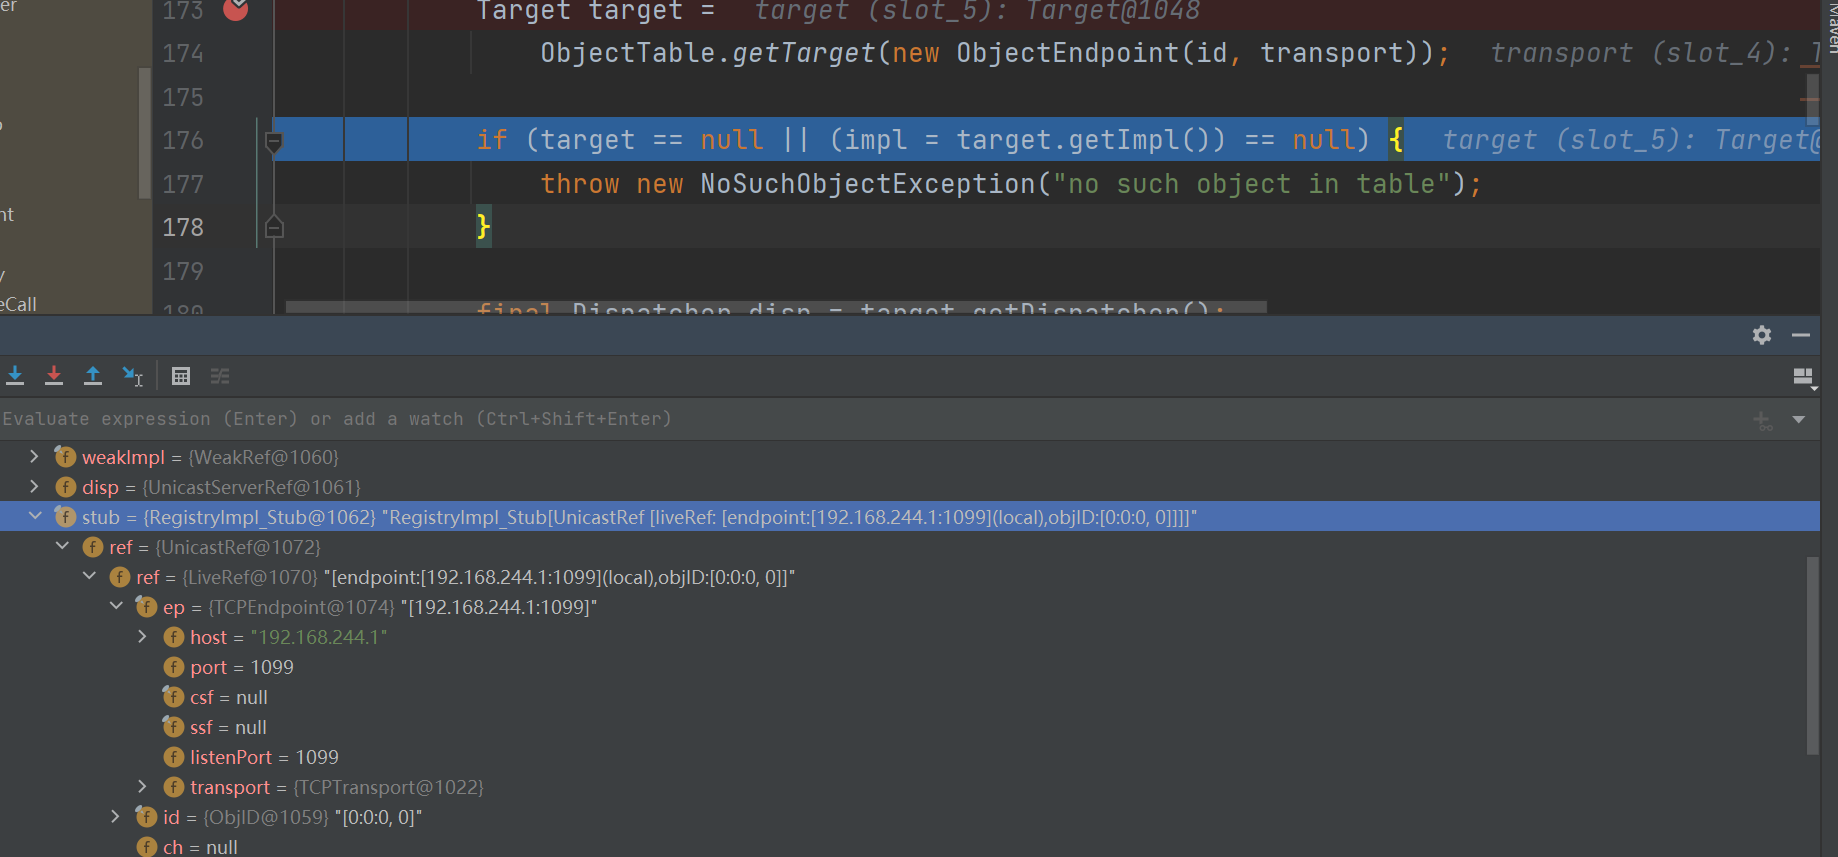 er
173 Target target = target (slot_5): Target@1048
Maven
174 ObjectTable.getTarget(new ObjectEndpoint(id, transport)); transport (slot_4): T
175
176 if (target == null || (impl = target.getImpl()) == null) { target (slot_5): Target@
177 throw new NoSuchObjectException("no such object in table");
nt
178 }
179
y
eCall
180 final Dispatcher disp = target.getDispatcher();
Evaluate expression (Enter) or add a watch (Ctrl+Shift+Enter)
weakImpl = {WeakRef@1060}
disp = {UnicastServerRef@1061}
stub = {RegistryImpl_Stub@1062} "RegistryImpl_Stub[UnicastRef [liveRef: [endpoint:[192.168.244.1:1099](local),objID:[0:0:0, 0]]]]"
ref = {UnicastRef@1072}
ref = {LiveRef@1070} "[endpoint:[192.168.244.1:1099](local),objID:[0:0:0, 0]]"
ep = {TCPEndpoint@1074} "[192.168.244.1:1099]"
host = "192.168.244.1"
port = 1099
csf = null
ssf = null
listenPort = 1099
transport = {TCPTransport@1022}
id = {ObjID@1059} "[0:0:0, 0]"
ch = null